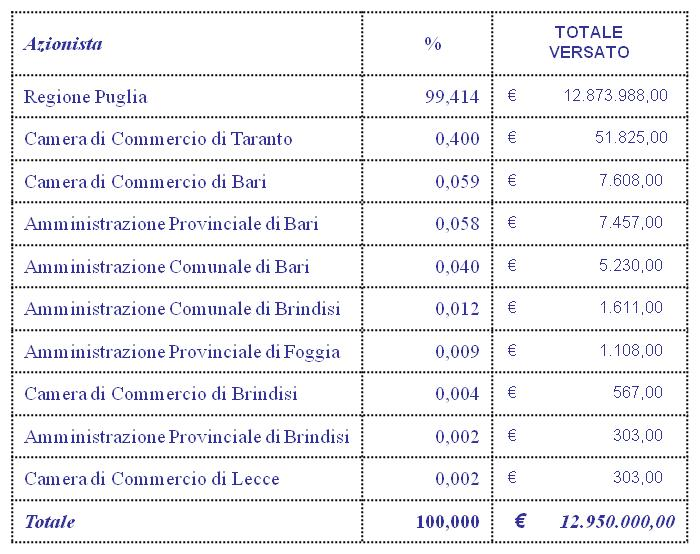 Azionista % TOTALE
VERSATO
Regione Puglia 99,414 € 12.873.988,00
Camera di Commercio di Taranto 0,400 € 51.825,00
Camera di Commercio di Bari 0,059 € 7.608,00
Amministrazione Provinciale di Bari 0,058 € 7.457,00
Amministrazione Comunale di Bari 0,040 € 5.230,00
Amministrazione Comunale di Brindisi 0,012 € 1.611,00
Amministrazione Provinciale di Foggia 0,009 € 1.108,00
Camera di Commercio di Brindisi 0,004 € 567,00
Amministrazione Provinciale di Brindisi 0,002 € 303,00
Camera di Commercio di Lecce 0,002 € 303,00
Totale 100,000 € 12.950.000,00